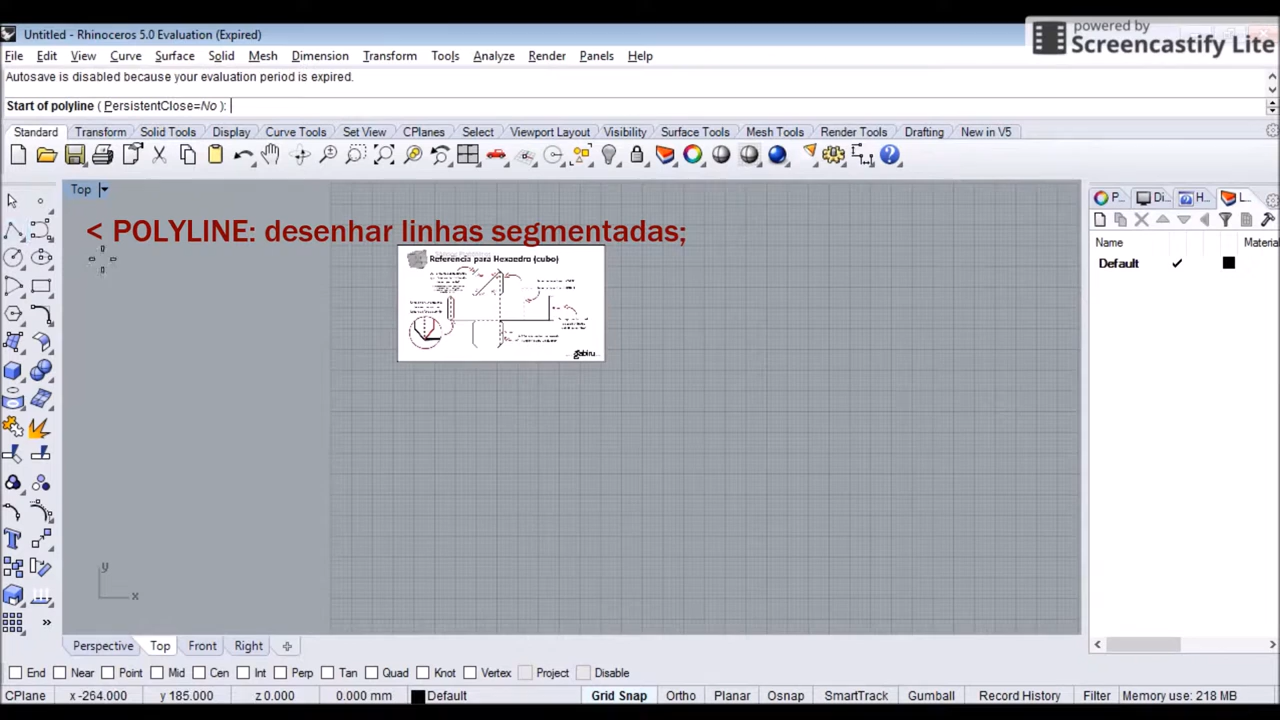 Untitled - Rhinoceros 5.0 Evaluation (Expired)
powered by
Screencastify Lite
File Edit View Curve Surface Solid Mesh Dimension Transform Tools Analyze Render Panels Help
Autosave is disabled because your evaluation period is expired.
Start of polyline ( PersistentClose=No ):
Standard Transform Solid Tools Display Curve Tools Set View CPlanes Select Viewport Layout Visibility Surface Tools Mesh Tools Render Tools Drafting New in V5
Top
P... Di... H... L...
< POLYLINE: desenhar linhas segmentadas;
Name Materia
Default
Referência para Hexaedro (cubo)
gabiru
y
x
Perspective Top Front Right
End Near Point Mid Cen Int Perp Tan Quad Knot Vertex Project Disable
CPlane x -264.000 y 185.000 z 0.000 0.000 mm Default Grid Snap Ortho Planar Osnap SmartTrack Gumball Record History Filter Memory use: 218 MB